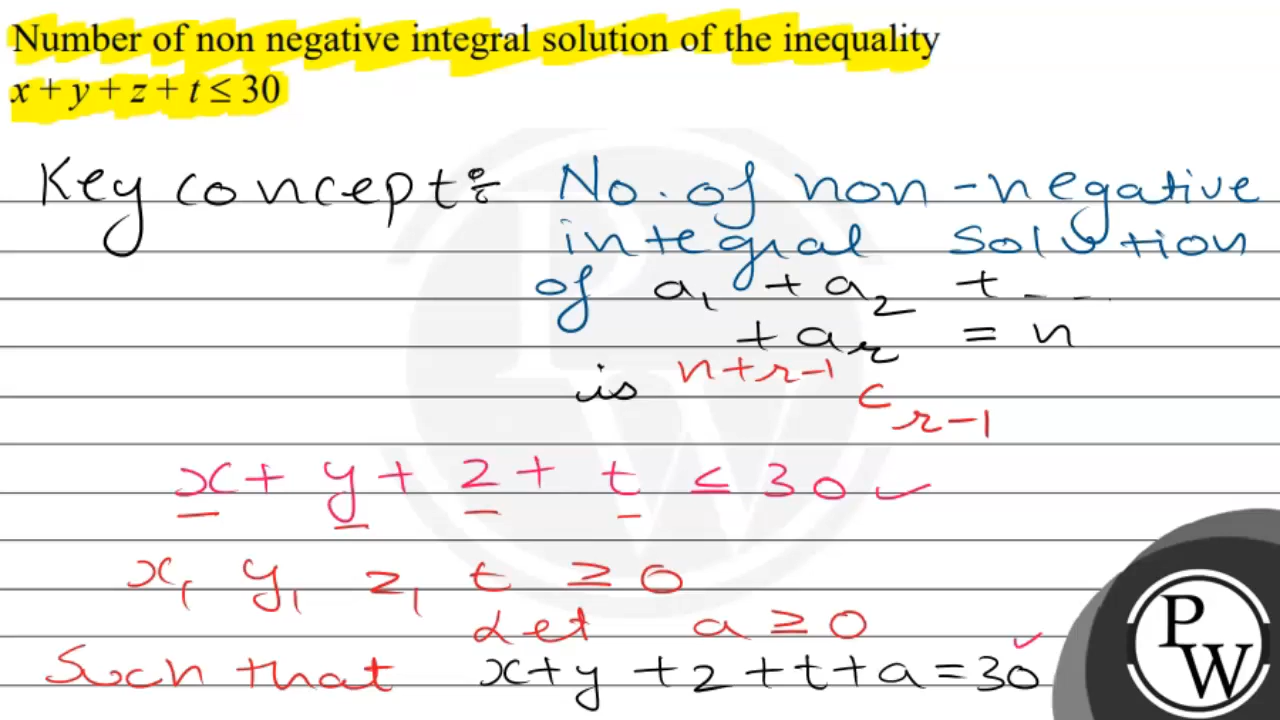 Number of non negative integral solution of the inequality
x + y + z + t ≤ 30
Key concept:- No. of non-negative
integral solution
of a₁ + a₂ + ...
+ aᵣ = n
is ⁿ⁺ʳ⁻¹Cᵣ₋₁
x + y + z + t ≤ 30 ✓
x, y, z, t ≥ 0
Let a ≥ 0
Such that x + y + z + t + a = 30
P
W